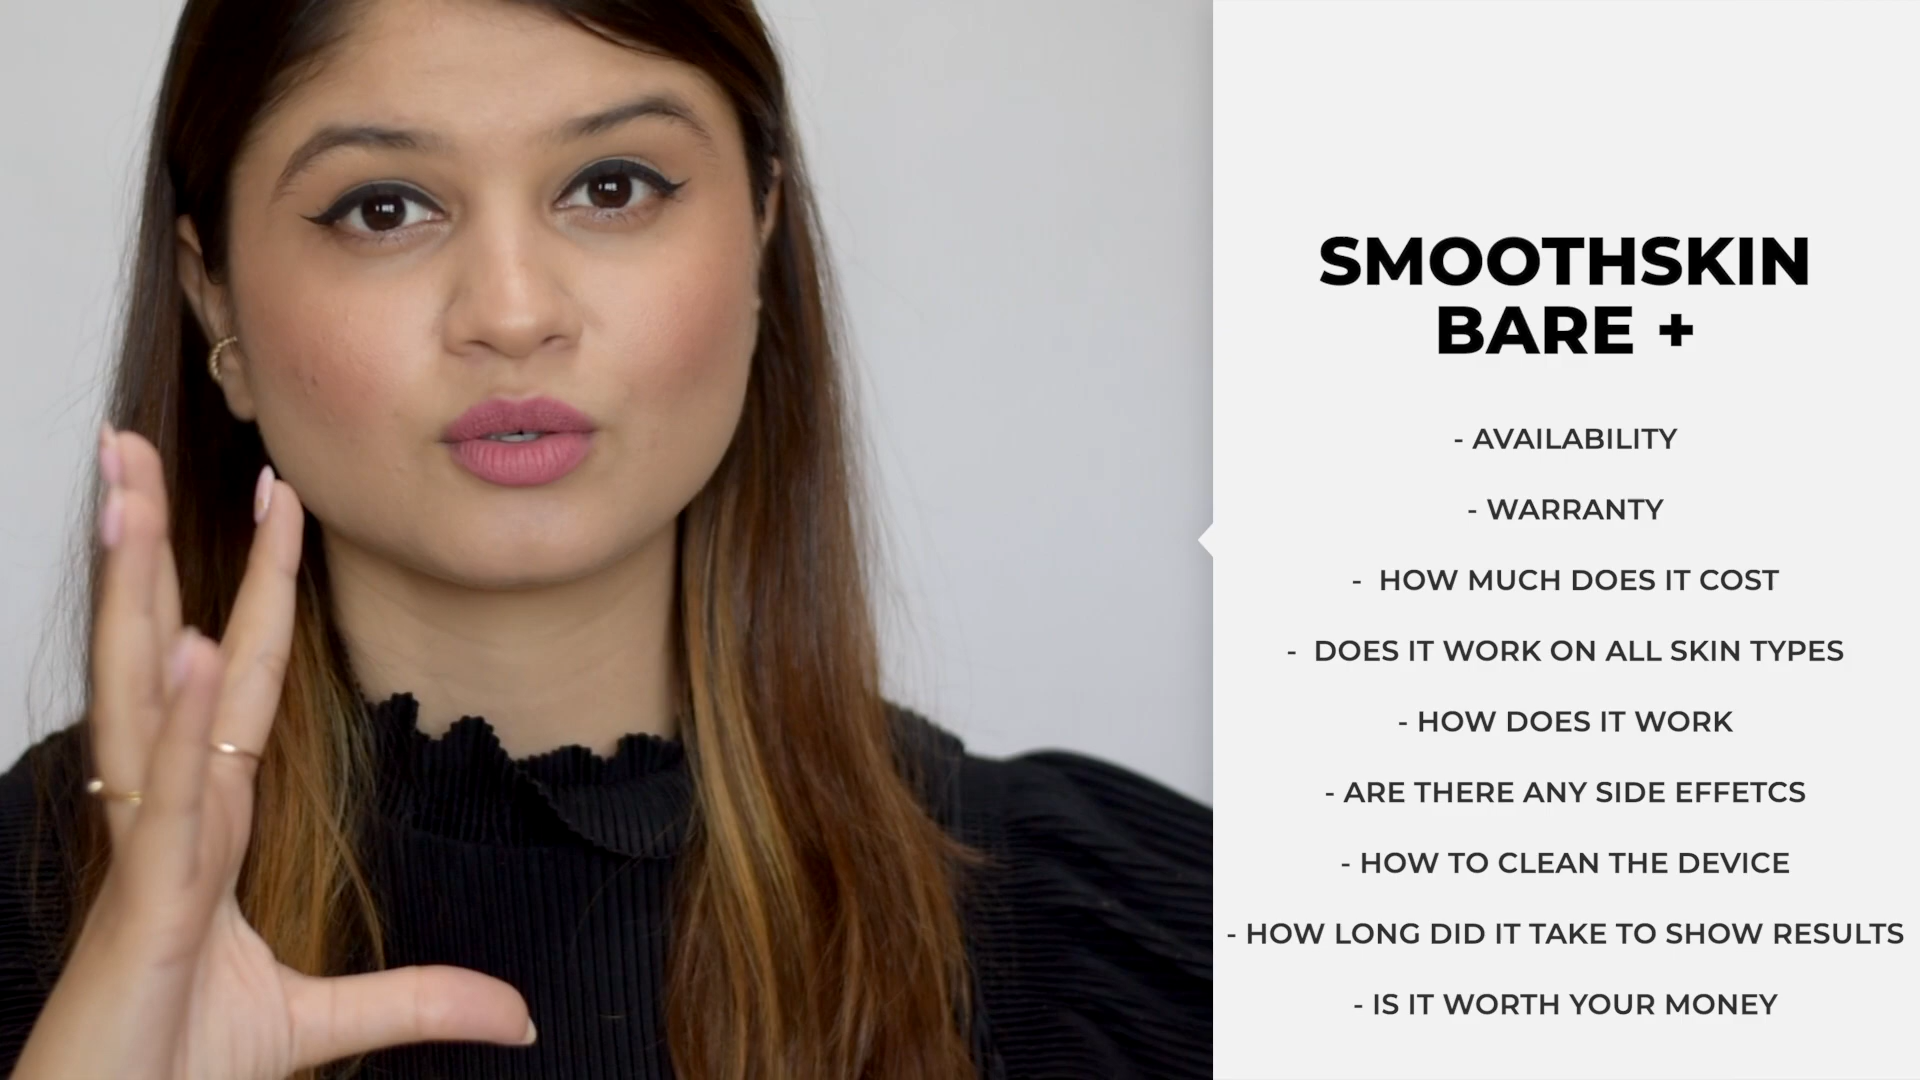 SMOOTHSKIN
BARE +
- AVAILABILITY
- WARRANTY
- HOW MUCH DOES IT COST
- DOES IT WORK ON ALL SKIN TYPES
- HOW DOES IT WORK
- ARE THERE ANY SIDE EFFETCS
- HOW TO CLEAN THE DEVICE
- HOW LONG DID IT TAKE TO SHOW RESULTS
- IS IT WORTH YOUR MONEY